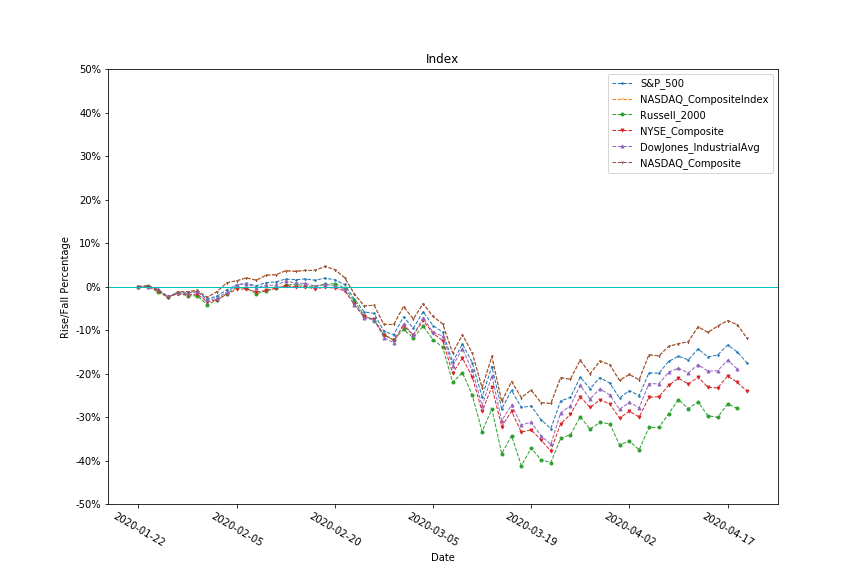 Index
50%
40%
30%
20%
10%
0%
-10%
-20%
-30%
-40%
-50%
Rise/Fall Percentage
S&P_500
NASDAQ_CompositeIndex
Russell_2000
NYSE_Composite
DowJones_IndustrialAvg
NASDAQ_Composite
2020-01-22
2020-02-05
2020-02-20
2020-03-05
2020-03-19
2020-04-02
2020-04-17
Date